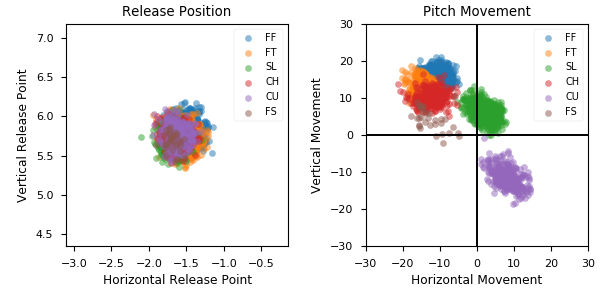 Release Position
7.0
6.5
6.0
5.5
5.0
4.5
Vertical Release Point
FF
FT
SL
CH
CU
FS
−3.0 −2.5 −2.0 −1.5 −1.0 −0.5
Horizontal Release Point
Pitch Movement
30
20
10
0
−10
−20
−30
Vertical Movement
FF
FT
SL
CH
CU
FS
−30 −20 −10 0 10 20 30
Horizontal Movement